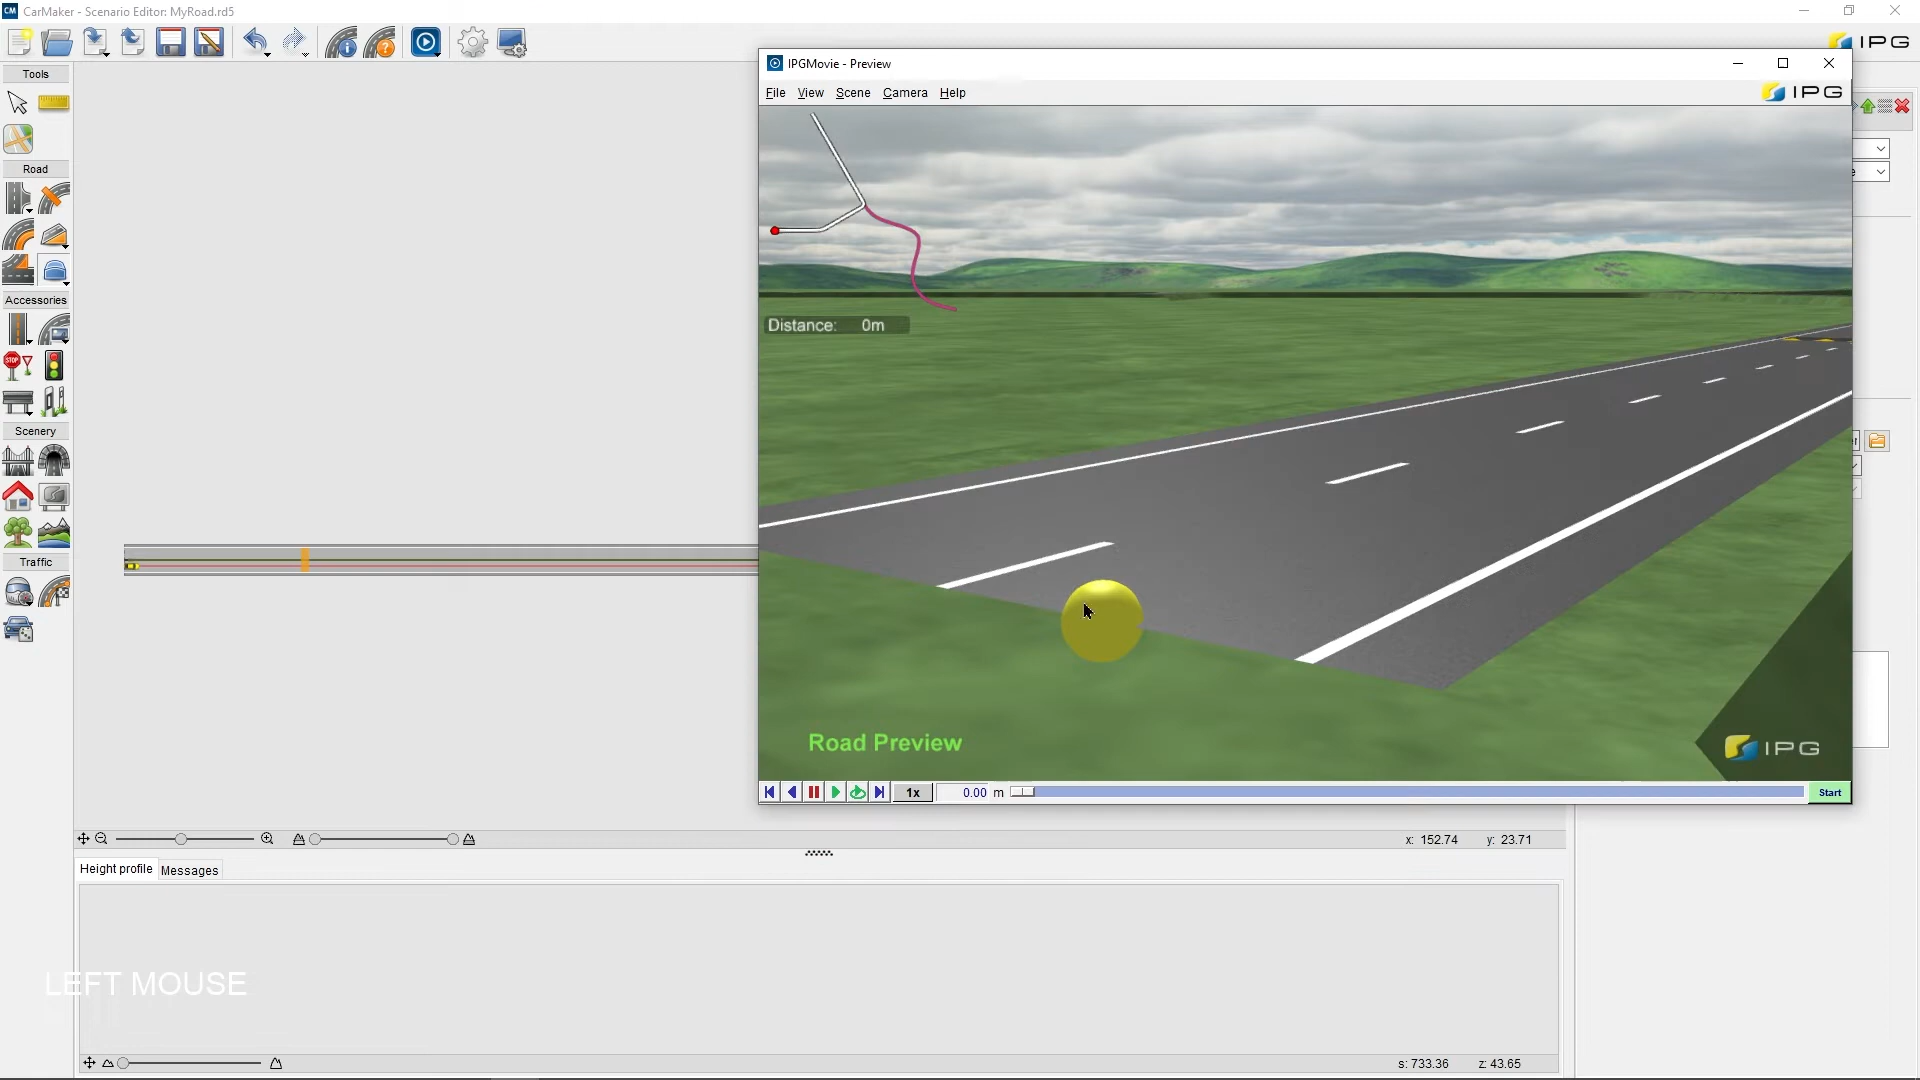 CM CarMaker - Scenario Editor: MyRoad.rd5
IPG
Tools
Road
Accessories
STOP
Scenery
Traffic
IPGMovie - Preview
File View Scene Camera Help
IPG
Distance: 0m
Road Preview
IPG
1x 0.00 m Start
x: 152.74 y: 23.71
Height profile Messages
LEFT MOUSE
s: 733.36 z: 43.65